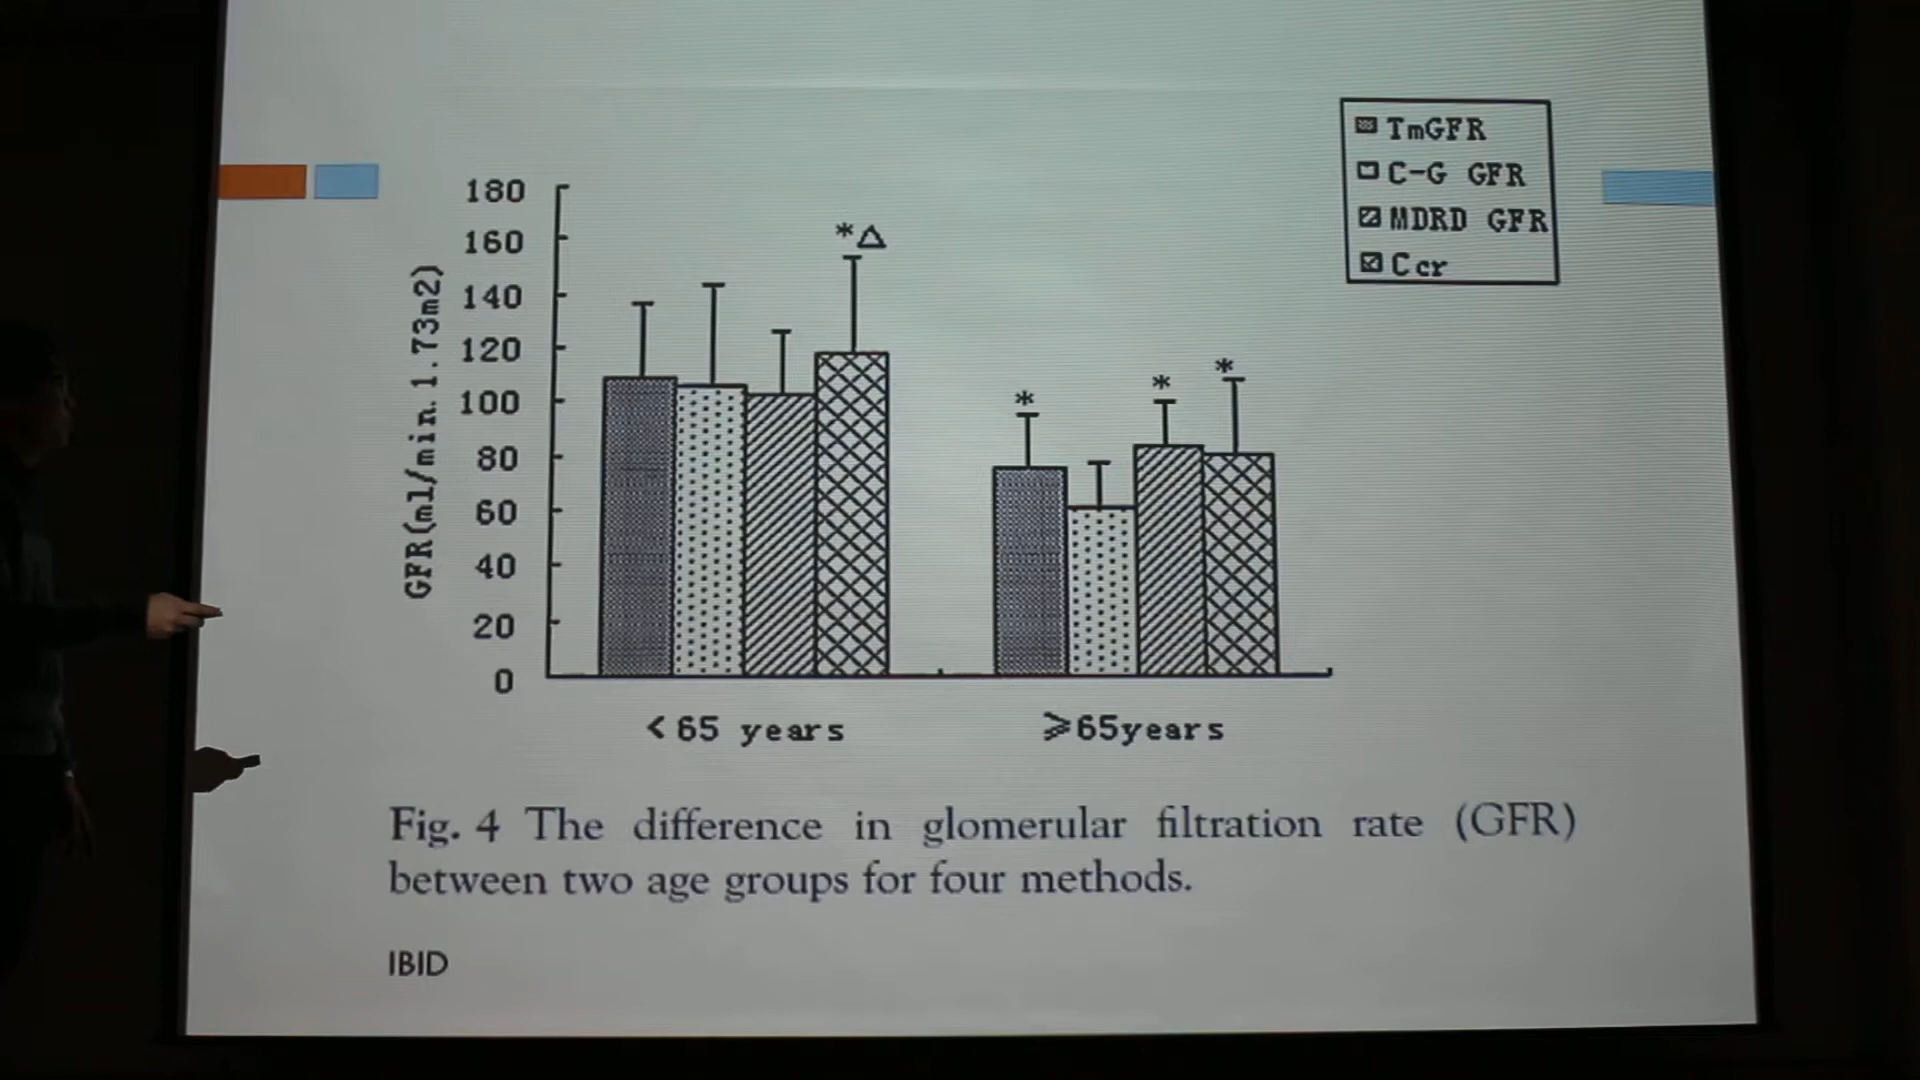 TmGFR
C-G GFR
MDRD GFR
Ccr
180
160
140
120
100
80
60
40
20
0
GFR(ml/min.1.73m2)
*△
*
*
*
<65 years
≥65years
Fig. 4 The difference in glomerular filtration rate (GFR)
between two age groups for four methods.
IBID